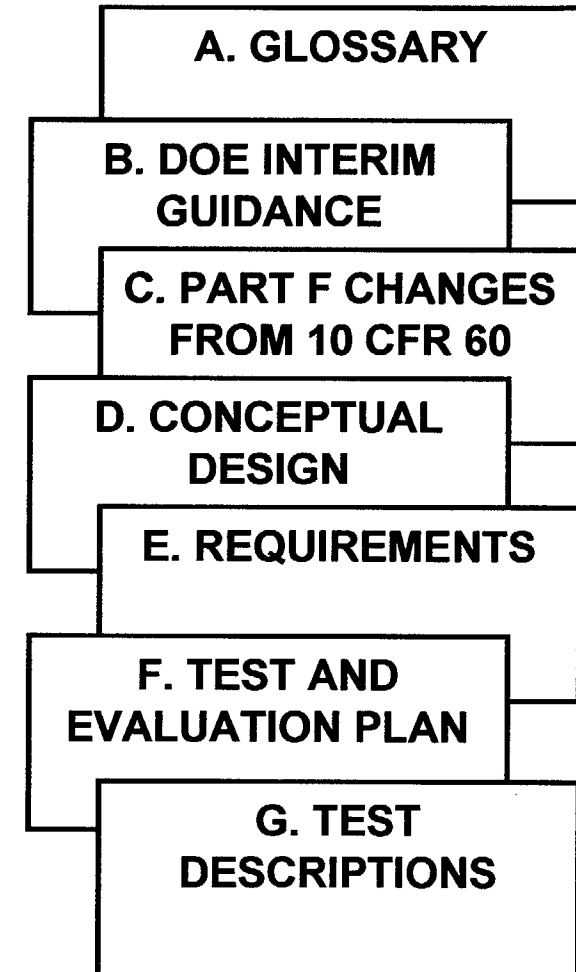 A. GLOSSARY
B. DOE INTERIM
GUIDANCE
C. PART F CHANGES
FROM 10 CFR 60
D. CONCEPTUAL
DESIGN
E. REQUIREMENTS
F. TEST AND
EVALUATION PLAN
G. TEST
DESCRIPTIONS